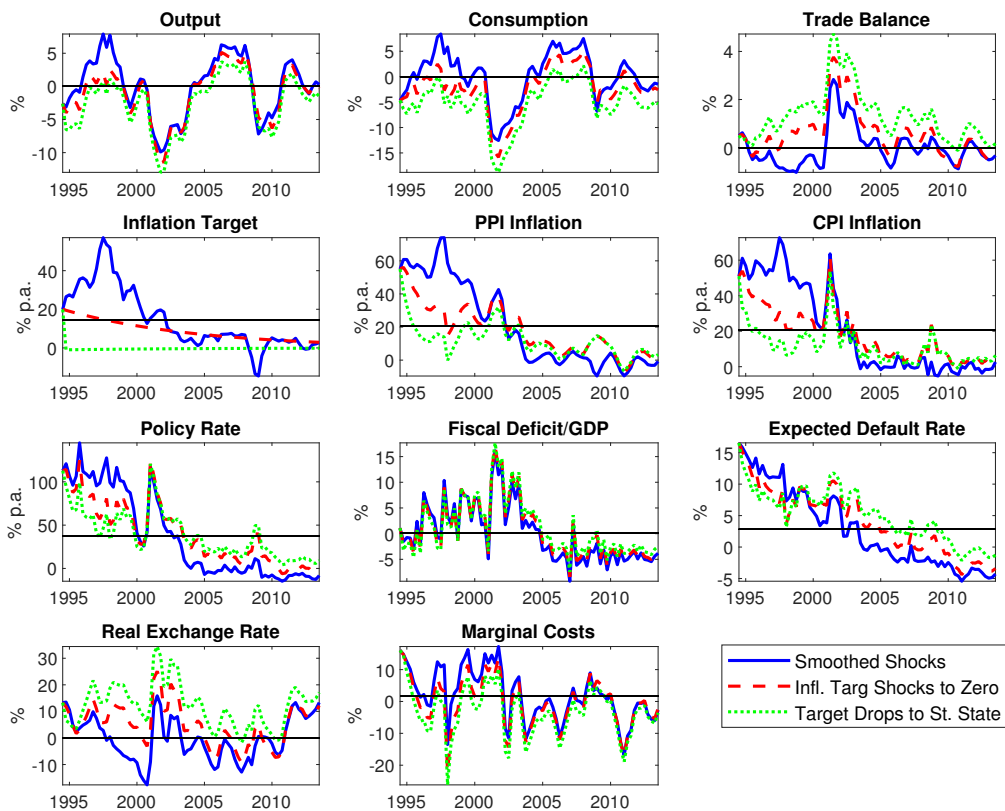 Output
Consumption
Trade Balance
%
5
0
-5
-10
1995 2000 2005 2010
%
5
0
-5
-10
-15
1995 2000 2005 2010
%
4
2
0
1995 2000 2005 2010
Inflation Target
PPI Inflation
CPI Inflation
% p.a.
40
20
0
1995 2000 2005 2010
% p.a.
60
40
20
0
1995 2000 2005 2010
% p.a.
60
40
20
0
1995 2000 2005 2010
Policy Rate
Fiscal Deficit/GDP
Expected Default Rate
% p.a.
100
50
0
1995 2000 2005 2010
%
15
10
5
0
-5
1995 2000 2005 2010
%
15
10
5
0
-5
1995 2000 2005 2010
Real Exchange Rate
Marginal Costs
%
30
20
10
0
-10
1995 2000 2005 2010
%
10
0
-10
-20
1995 2000 2005 2010
Smoothed Shocks
Infl. Targ Shocks to Zero
Target Drops to St. State